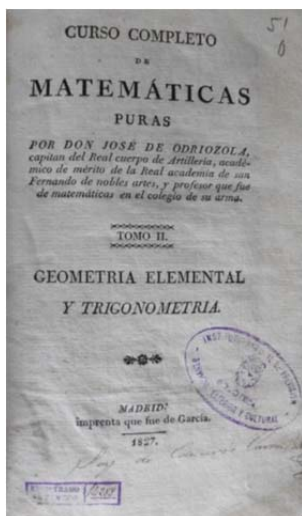 51
CURSO COMPLETO
DE
MATEMÁTICAS
PURAS
POR DON JOSÉ DE ODRIOZOLA,
capitan del Real cuerpo de Artillería, acadé-
mico de mérito de la Real academia de san
Fernando de nobles artes, y profesor que fue
de matemáticas en el colegio de su arma.
TOMO II.
GEOMETRIA ELEMENTAL
Y TRIGONOMETRIA.
MADRID:
imprenta que fue de García.
1827.